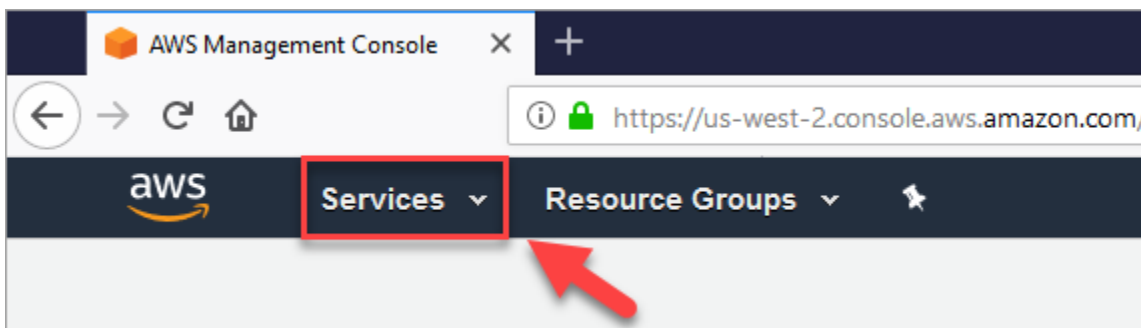 AWS Management Console
https://us-west-2.console.aws.amazon.com/
aws
Services
Resource Groups